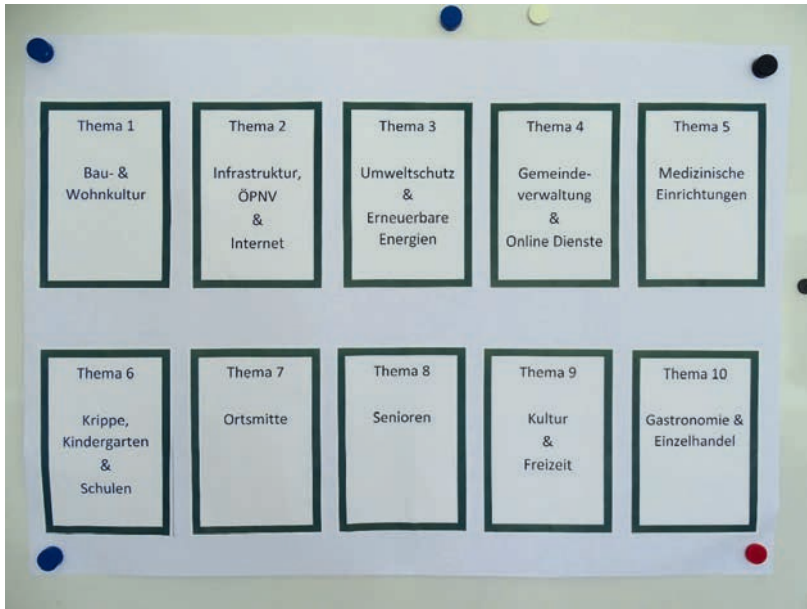 Thema 1
Bau- &
Wohnkultur
Thema 2
Infrastruktur,
ÖPNV
&
Internet
Thema 3
Umweltschutz
&
Erneuerbare
Energien
Thema 4
Gemeinde-
verwaltung
&
Online Dienste
Thema 5
Medizinische
Einrichtungen
Thema 6
Krippe,
Kindergarten
&
Schulen
Thema 7
Ortsmitte
Thema 8
Senioren
Thema 9
Kultur
&
Freizeit
Thema 10
Gastronomie &
Einzelhandel